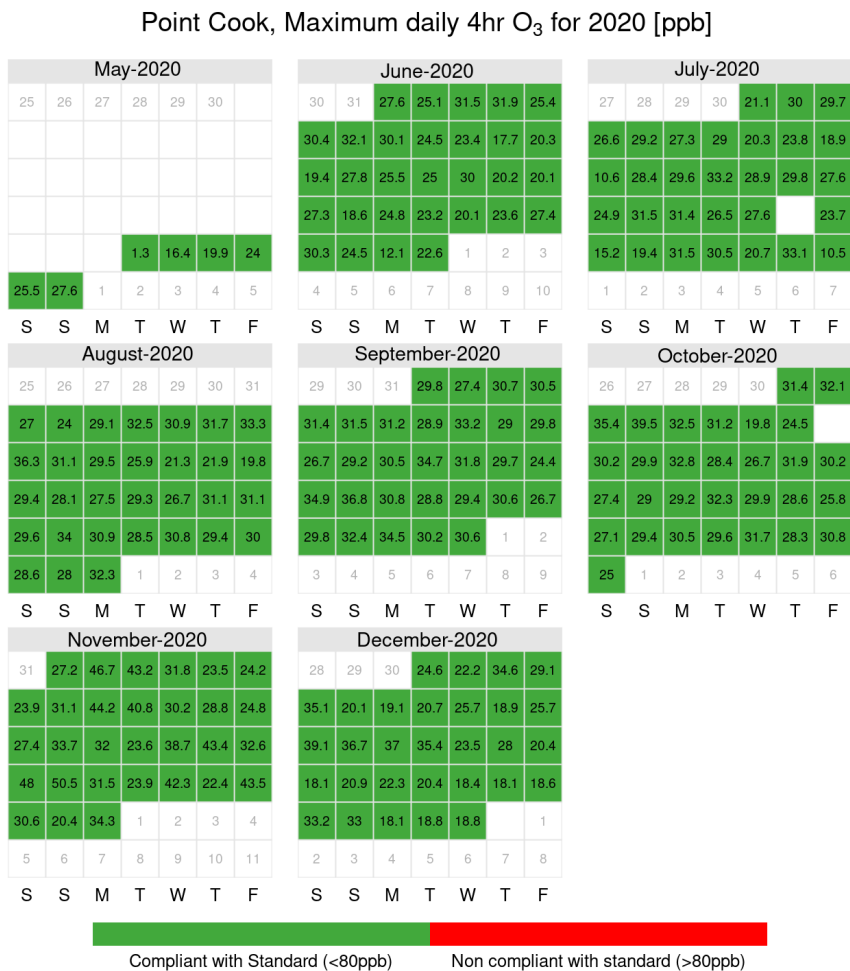 Point Cook, Maximum daily 4hr O₃ for 2020 [ppb]
May-2020 June-2020 July-2020
25 26 27 28 29 30 30 31 27.6 25.1 31.5 31.9 25.4 27 28 29 30 21.1 30 29.7
30.4 32.1 30.1 24.5 23.4 17.7 20.3 26.6 29.2 27.3 29 20.3 23.8 18.9
19.4 27.8 25.5 25 30 20.2 20.1 10.6 28.4 29.6 33.2 28.9 29.8 27.6
27.3 18.6 24.8 23.2 20.1 23.6 27.4 24.9 31.5 31.4 26.5 27.6 23.7
1.3 16.4 19.9 24 30.3 24.5 12.1 22.6 1 2 3 15.2 19.4 31.5 30.5 20.7 33.1 10.5
25.5 27.6 1 2 3 4 5 4 5 6 7 8 9 10 1 2 3 4 5 6 7
S S M T W T F S S M T W T F S S M T W T F
August-2020 September-2020 October-2020
25 26 27 28 29 30 31 29 30 31 29.8 27.4 30.7 30.5 26 27 28 29 30 31.4 32.1
27 24 29.1 32.5 30.9 31.7 33.3 31.4 31.5 31.2 28.9 33.2 29 29.8 35.4 39.5 32.5 31.2 19.8 24.5
36.3 31.1 29.5 25.9 21.3 21.9 19.8 26.7 29.2 30.5 34.7 31.8 29.7 24.4 30.2 29.9 32.8 28.4 26.7 31.9 30.2
29.4 28.1 27.5 29.3 26.7 31.1 31.1 34.9 36.8 30.8 28.8 29.4 30.6 26.7 27.4 29 29.2 32.3 29.9 28.6 25.8
29.6 34 30.9 28.5 30.8 29.4 30 29.8 32.4 34.5 30.2 30.6 1 2 27.1 29.4 30.5 29.6 31.7 28.3 30.8
28.6 28 32.3 1 2 3 4 3 4 5 6 7 8 9 25 1 2 3 4 5 6
S S M T W T F S S M T W T F S S M T W T F
November-2020 December-2020
31 27.2 46.7 43.2 31.8 23.5 24.2 28 29 30 24.6 22.2 34.6 29.1
23.9 31.1 44.2 40.8 30.2 28.8 24.8 35.1 20.1 19.1 20.7 25.7 18.9 25.7
27.4 33.7 32 23.6 38.7 43.4 32.6 39.1 36.7 37 35.4 23.5 28 20.4
48 50.5 31.5 23.9 42.3 22.4 43.5 18.1 20.9 22.3 20.4 18.4 18.1 18.6
30.6 20.4 34.3 1 2 3 4 33.2 33 18.1 18.8 18.8 1
5 6 7 8 9 10 11 2 3 4 5 6 7 8
S S M T W T F S S M T W T F
Compliant with Standard (<80ppb) Non compliant with standard (>80ppb)